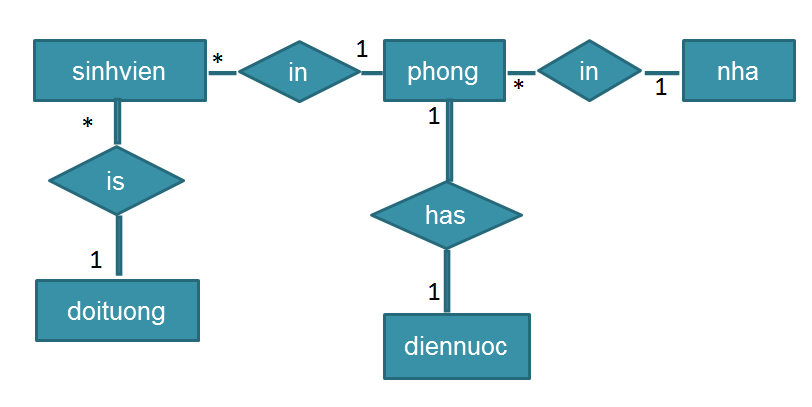 sinhvien * in 1 phong * in 1 nha
* 1
is has
1 1
doituong diennuoc